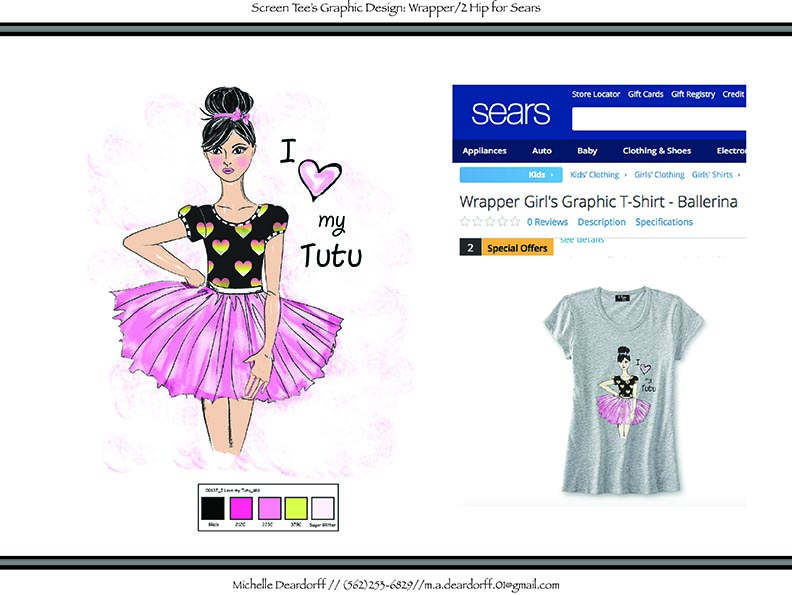 Screen Tee's Graphic Design: Wrapper/2 Hip for Sears
I
my
Tutu
Store Locator Gift Cards Gift Registry Credit
sears
Appliances Auto Baby Clothing & Shoes Electro
Kids › Kids' Clothing › Girls' Clothing Girls' Shirts ›
Wrapper Girl's Graphic T-Shirt - Ballerina
0 Reviews Description Specifications
2 Special Offers see details
I
my
Tutu
Black 212C 223C 379C Sugar Glitter
Michelle Deardorff // (562)253-6829//m.a.deardorff.01@gmail.com